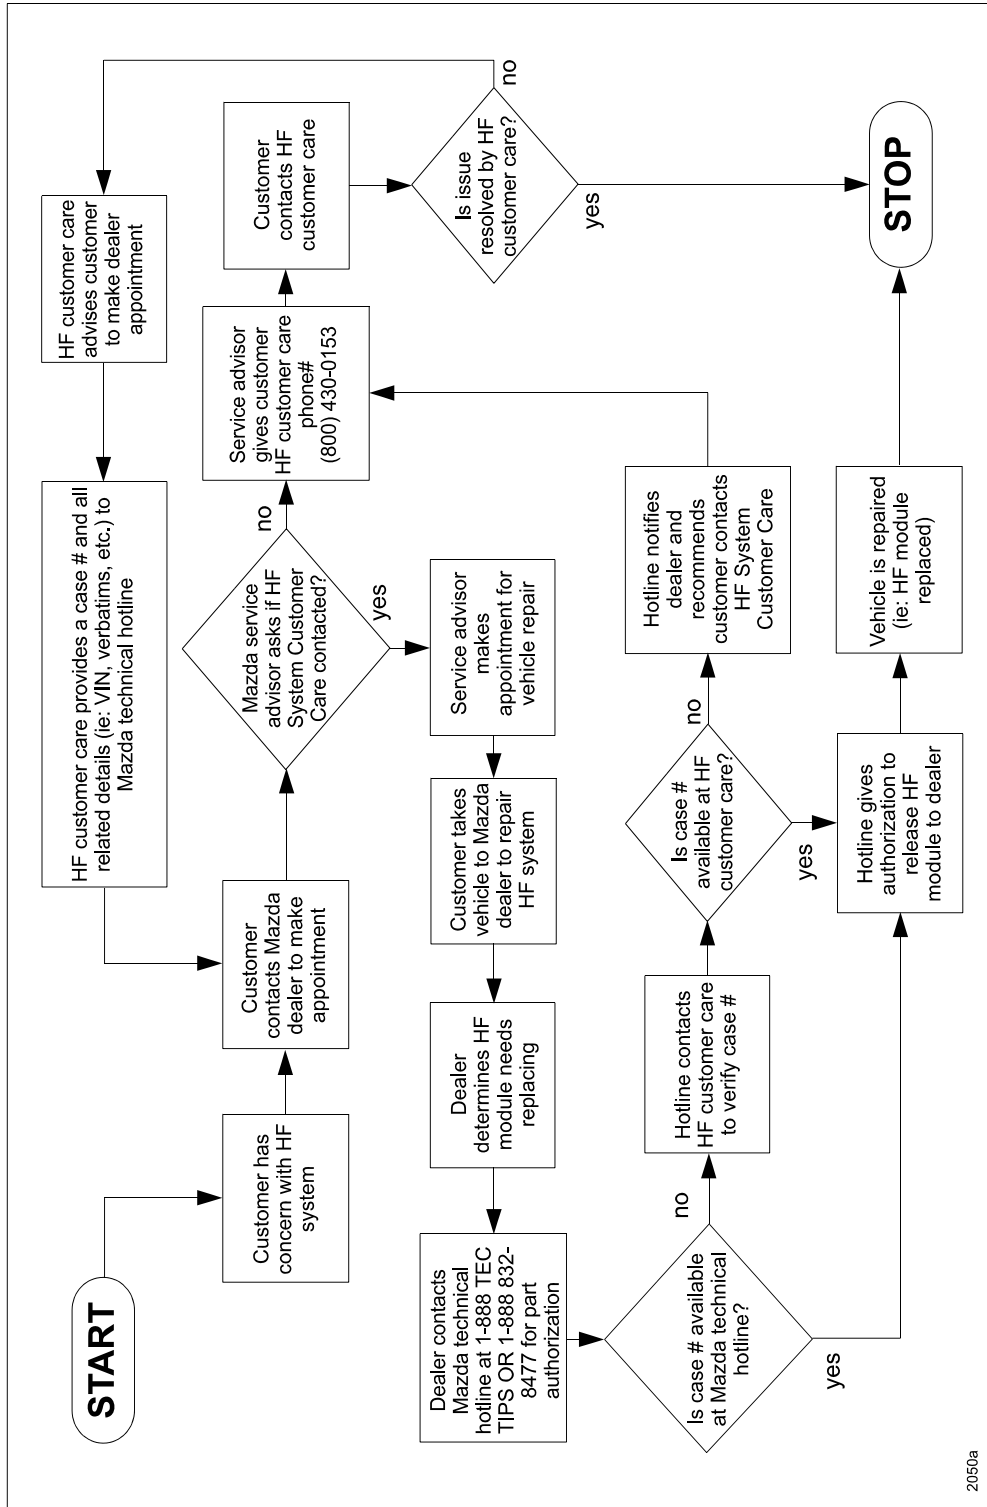 START
Customer has
concern with HF
system
Customer
contacts Mazda
dealer to make
appointment
HF customer care provides a case # and all
related details (ie: VIN, verbatims, etc.) to
Mazda technical hotline
HF customer care
advises customer
to make dealer
appointment
Mazda service
advisor asks if HF
System Customer
Care contacted?
no
yes
Service advisor
gives customer
HF customer care
phone#
(800) 430-0153
Customer
contacts HF
customer care
Is issue
resolved by HF
customer care?
no
yes
Service advisor
makes
appointment for
vehicle repair
Customer takes
vehicle to Mazda
dealer to repair
HF system
Dealer
determines HF
module needs
replacing
Dealer contacts
Mazda technical
hotline at 1-888 TEC
TIPS OR 1-888 832-
8477 for part
authorization
Is case # available
at Mazda technical
hotline?
no
yes
Hotline contacts
HF customer care
to verify case #
Is case #
available at HF
customer care?
no
yes
Hotline notifies
dealer and
recommends
customer contacts
HF System
Customer Care
Hotline gives
authorization to
release HF
module to dealer
Vehicle is repaired
(ie: HF module
replaced)
STOP
2050a